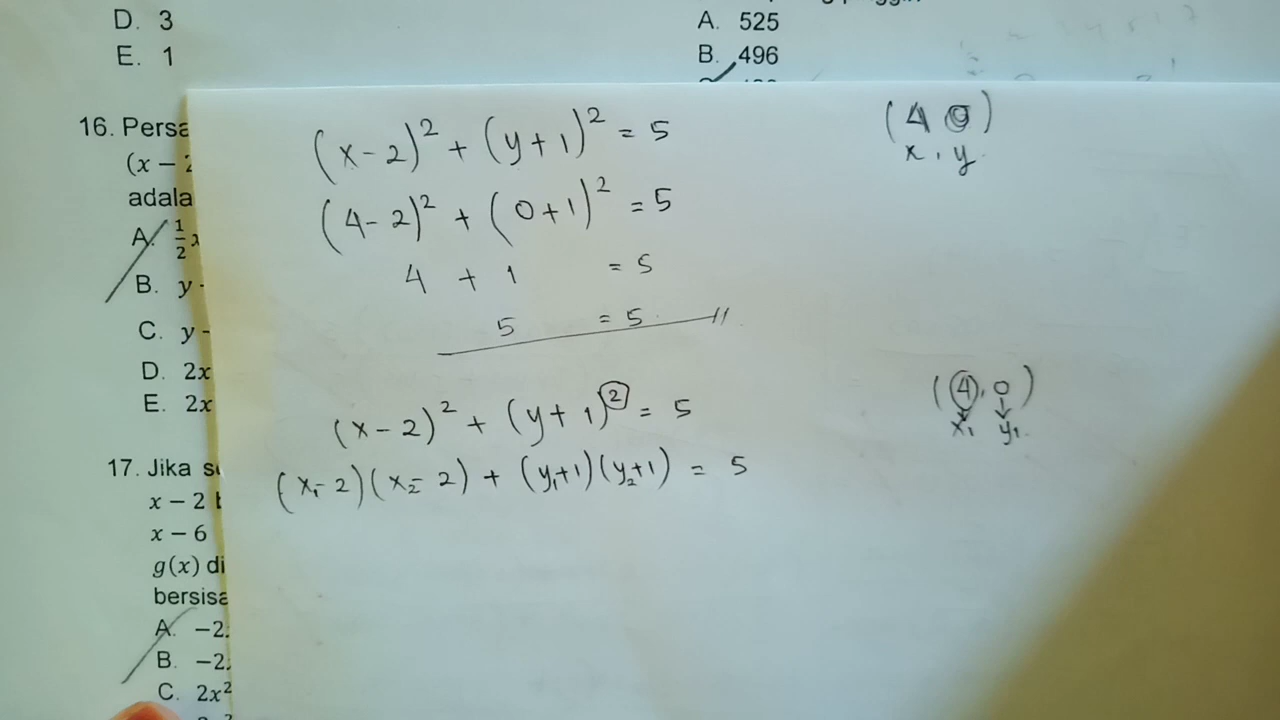 D. 3
E. 1
A. 525
B. 496
16. Persa
(x –
adala
A. 1/2 x
B. y
C. y
D. 2x
E. 2x
17. Jika
x – 2
x – 6
g(x) di
bersisa
A. –2
B. –2
C. 2x²
(x - 2)² + (y + 1)² = 5
(4 - 2)² + (0 + 1)² = 5
4 + 1 = 5
5 = 5
(x - 2)² + (y + 1)² = 5
(x₁ - 2)(x₂ - 2) + (y₁+1)(y₂+1) = 5
(4 0)
x, y
(4, 0)
x₁ y₁